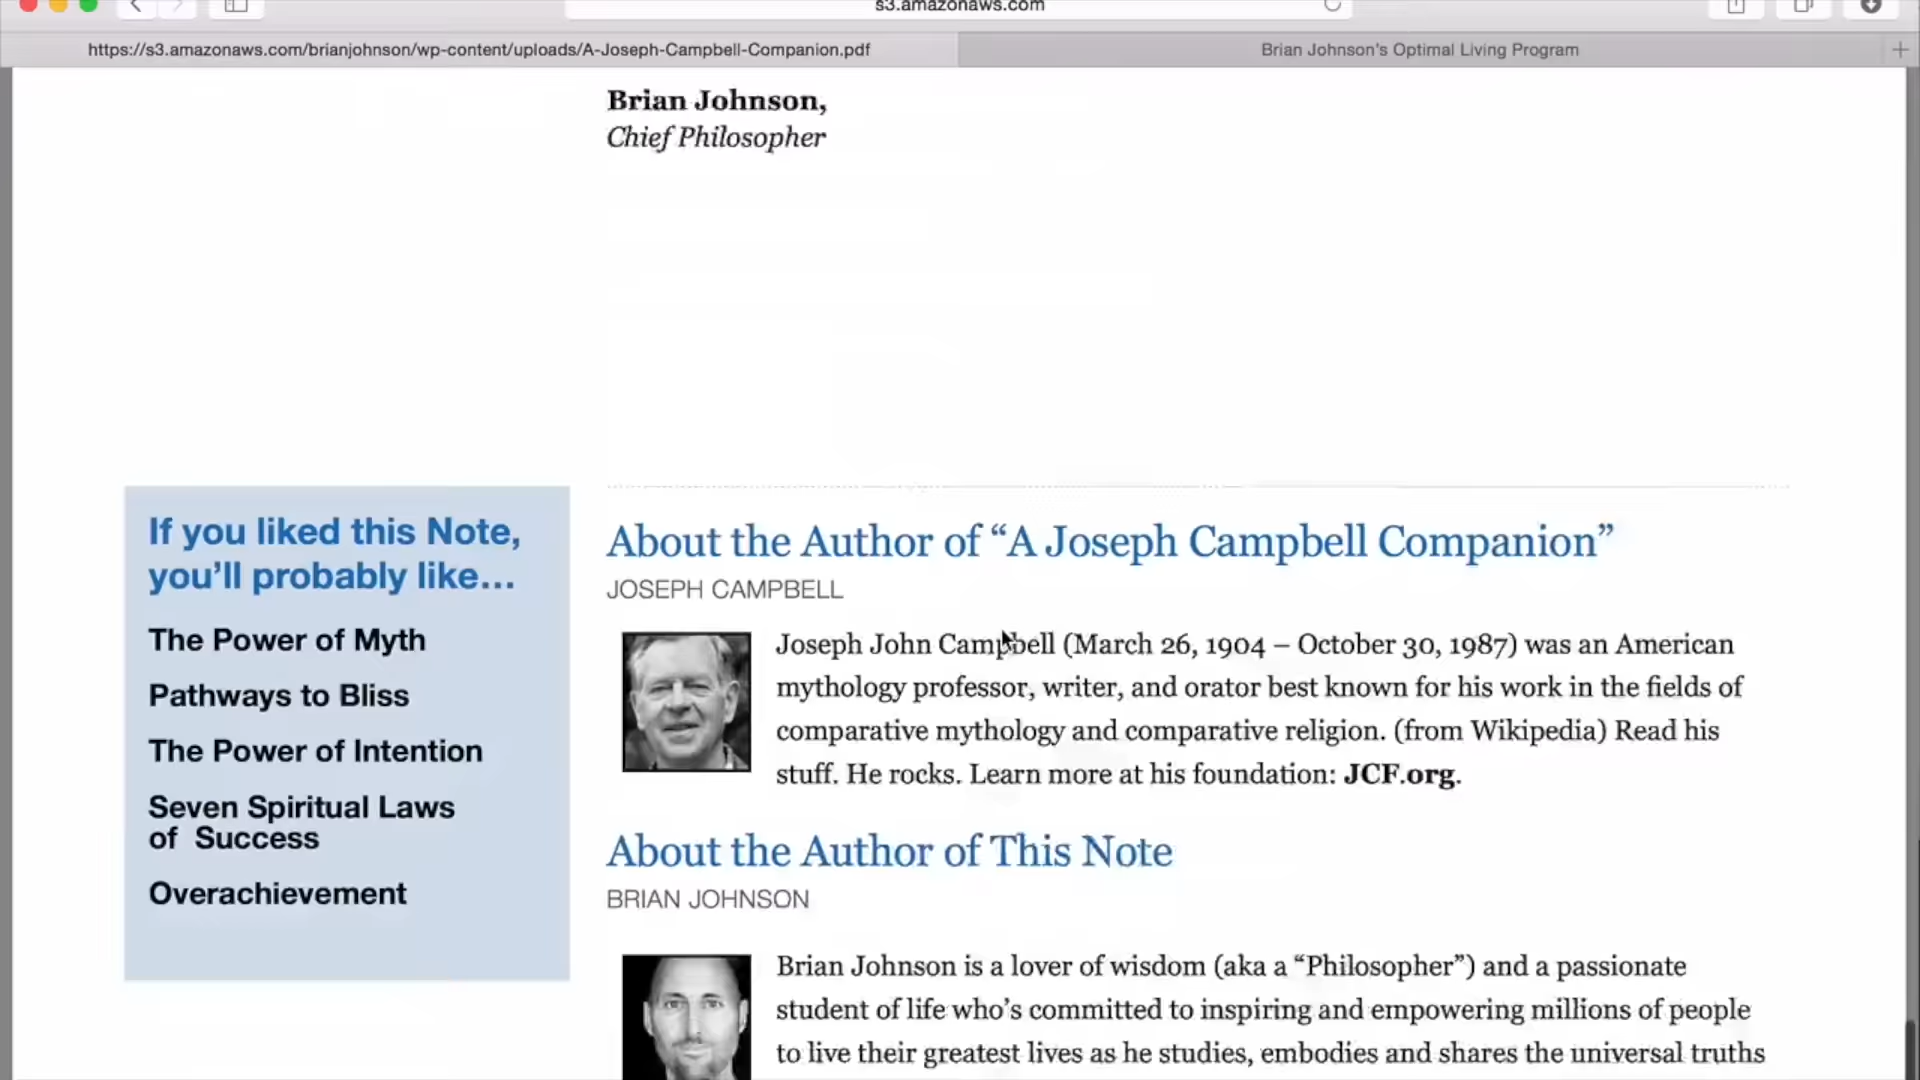 s3.amazonaws.com
https://s3.amazonaws.com/brianjohnson/wp-content/uploads/A-Joseph-Campbell-Companion.pdf
Brian Johnson's Optimal Living Program
Brian Johnson,
Chief Philosopher
If you liked this Note,
you’ll probably like…
The Power of Myth
Pathways to Bliss
The Power of Intention
Seven Spiritual Laws
of Success
Overachievement
About the Author of “A Joseph Campbell Companion”
JOSEPH CAMPBELL
Joseph John Campbell (March 26, 1904 – October 30, 1987) was an American
mythology professor, writer, and orator best known for his work in the fields of
comparative mythology and comparative religion. (from Wikipedia) Read his
stuff. He rocks. Learn more at his foundation: JCF.org.
About the Author of This Note
BRIAN JOHNSON
Brian Johnson is a lover of wisdom (aka a “Philosopher”) and a passionate
student of life who’s committed to inspiring and empowering millions of people
to live their greatest lives as he studies, embodies and shares the universal truths